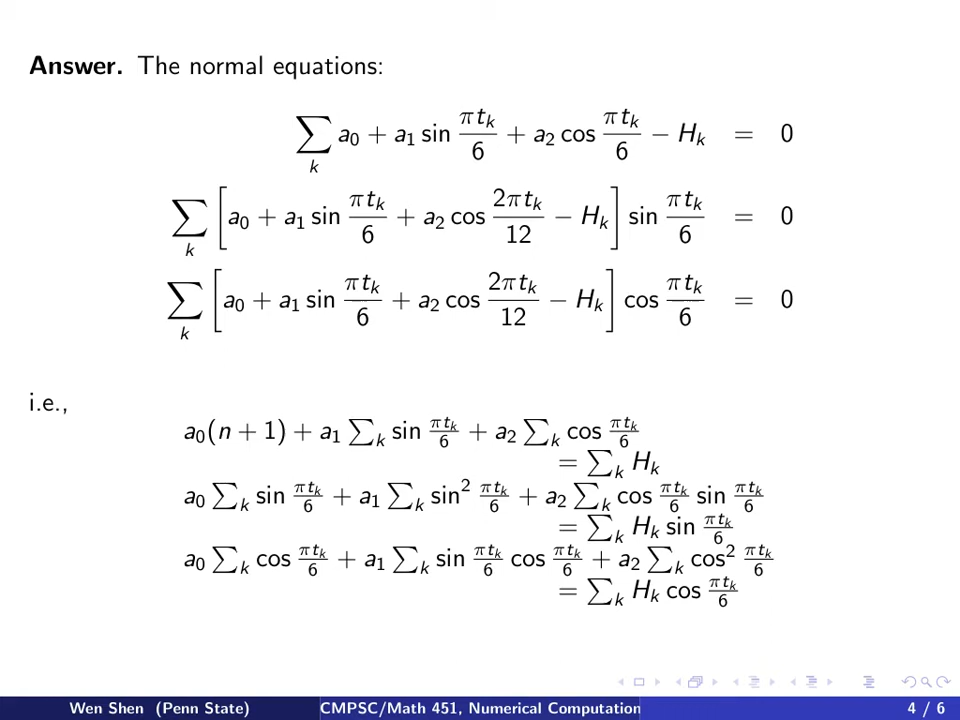 Answer. The normal equations:
∑_k a_0 + a_1 sin πt_k/6 + a_2 cos πt_k/6 − H_k = 0
∑_k [a_0 + a_1 sin πt_k/6 + a_2 cos 2πt_k/12 − H_k] sin πt_k/6 = 0
∑_k [a_0 + a_1 sin πt_k/6 + a_2 cos 2πt_k/12 − H_k] cos πt_k/6 = 0
i.e.,
a_0(n + 1) + a_1 ∑_k sin πt_k/6 + a_2 ∑_k cos πt_k/6
= ∑_k H_k
a_0 ∑_k sin πt_k/6 + a_1 ∑_k sin² πt_k/6 + a_2 ∑_k cos πt_k/6 sin πt_k/6
= ∑_k H_k sin πt_k/6
a_0 ∑_k cos πt_k/6 + a_1 ∑_k sin πt_k/6 cos πt_k/6 + a_2 ∑_k cos² πt_k/6
= ∑_k H_k cos πt_k/6
Wen Shen (Penn State) CMPSC/Math 451, Numerical Computation 4 / 6